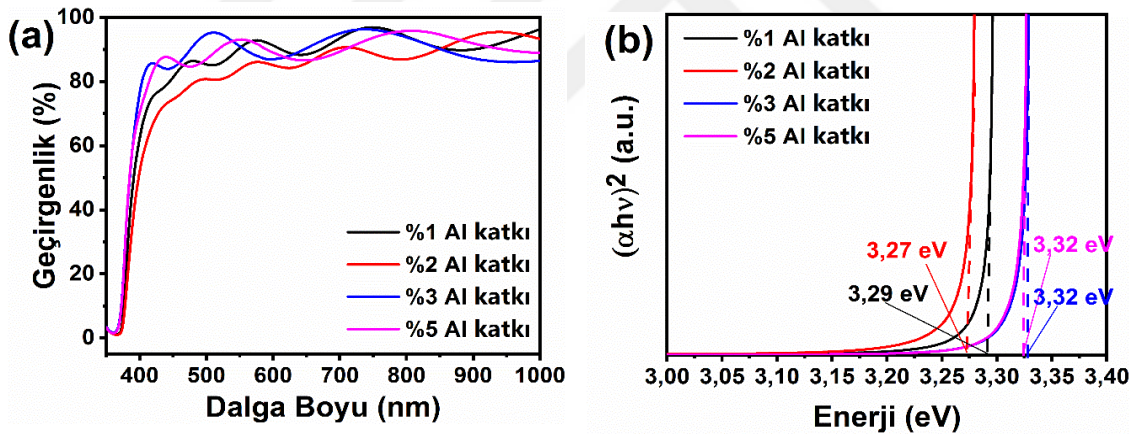 (a)
100
80
60
40
20
0
Geçirgenlik (%)
%1 Al katkı
%2 Al katkı
%3 Al katkı
%5 Al katkı
400 500 600 700 800 900 1000
Dalga Boyu (nm)
(b)
%1 Al katkı
%2 Al katkı
%3 Al katkı
%5 Al katkı
(αhν)² (a.u.)
3,27 eV
3,32 eV
3,29 eV
3,32 eV
3,00 3,05 3,10 3,15 3,20 3,25 3,30 3,35 3,40
Enerji (eV)